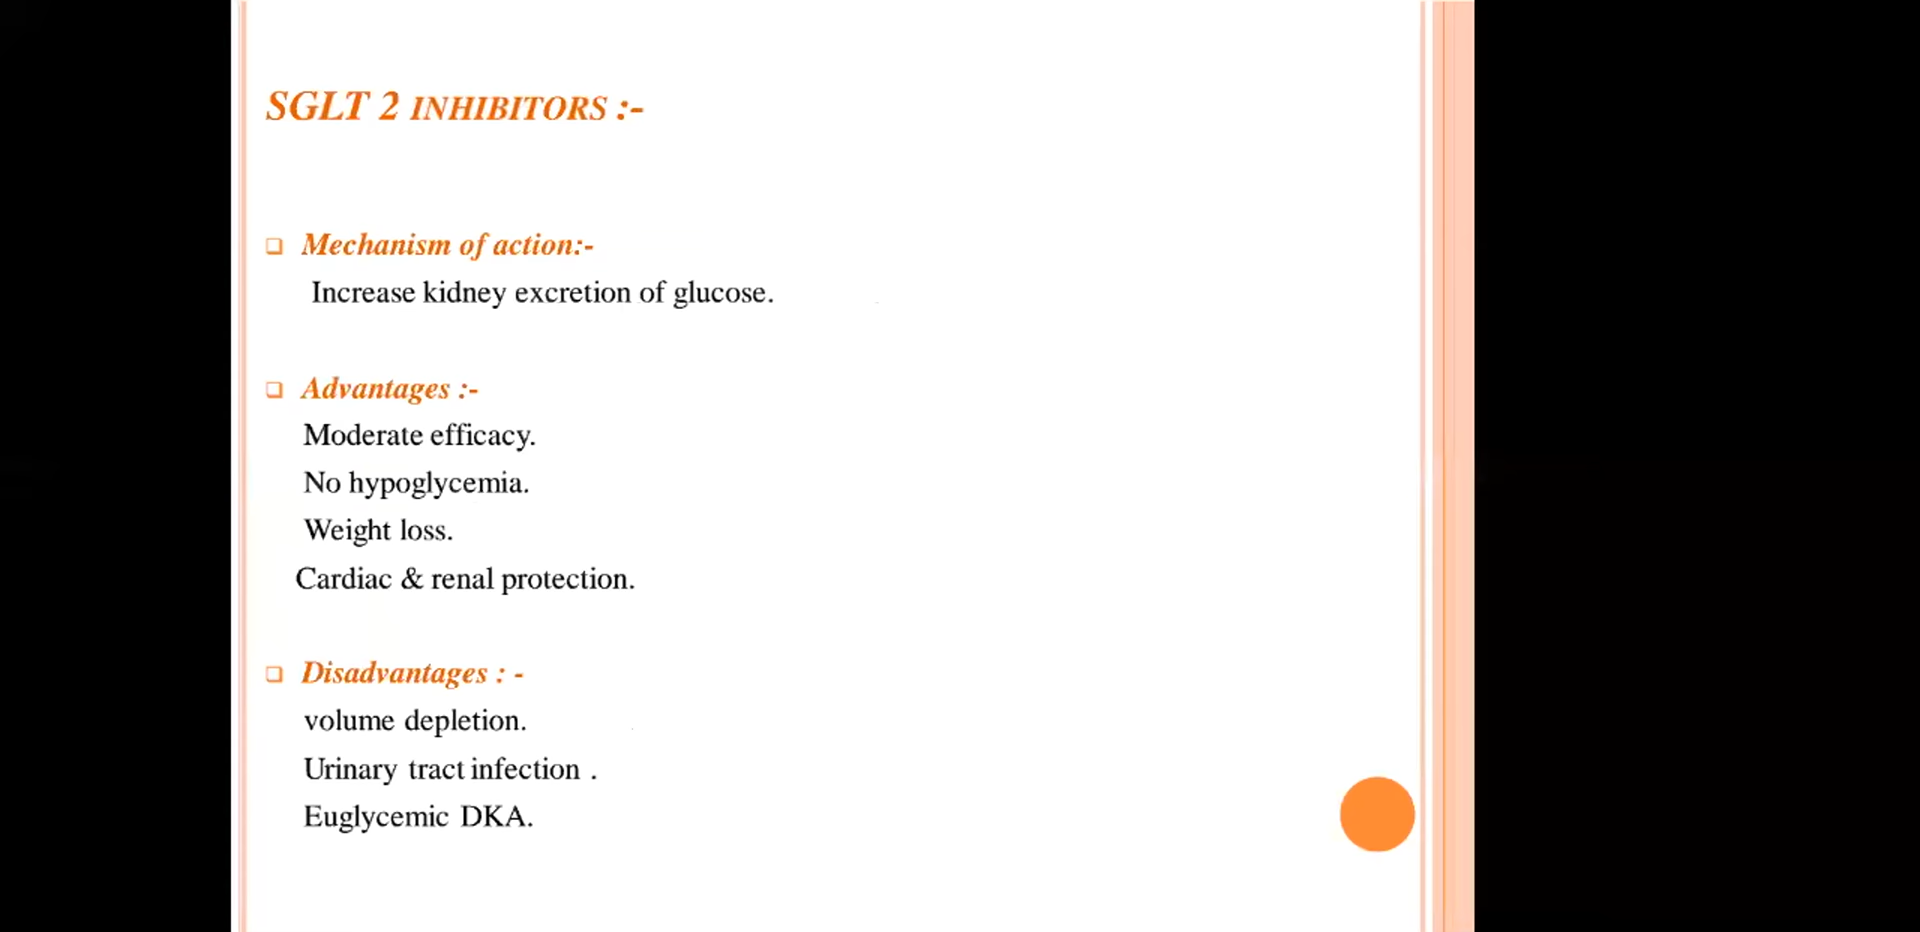 SGLT 2 INHIBITORS :-
Mechanism of action:-
Increase kidney excretion of glucose.
Advantages :-
Moderate efficacy.
No hypoglycemia.
Weight loss.
Cardiac & renal protection.
Disadvantages : -
volume depletion.
Urinary tract infection .
Euglycemic DKA.